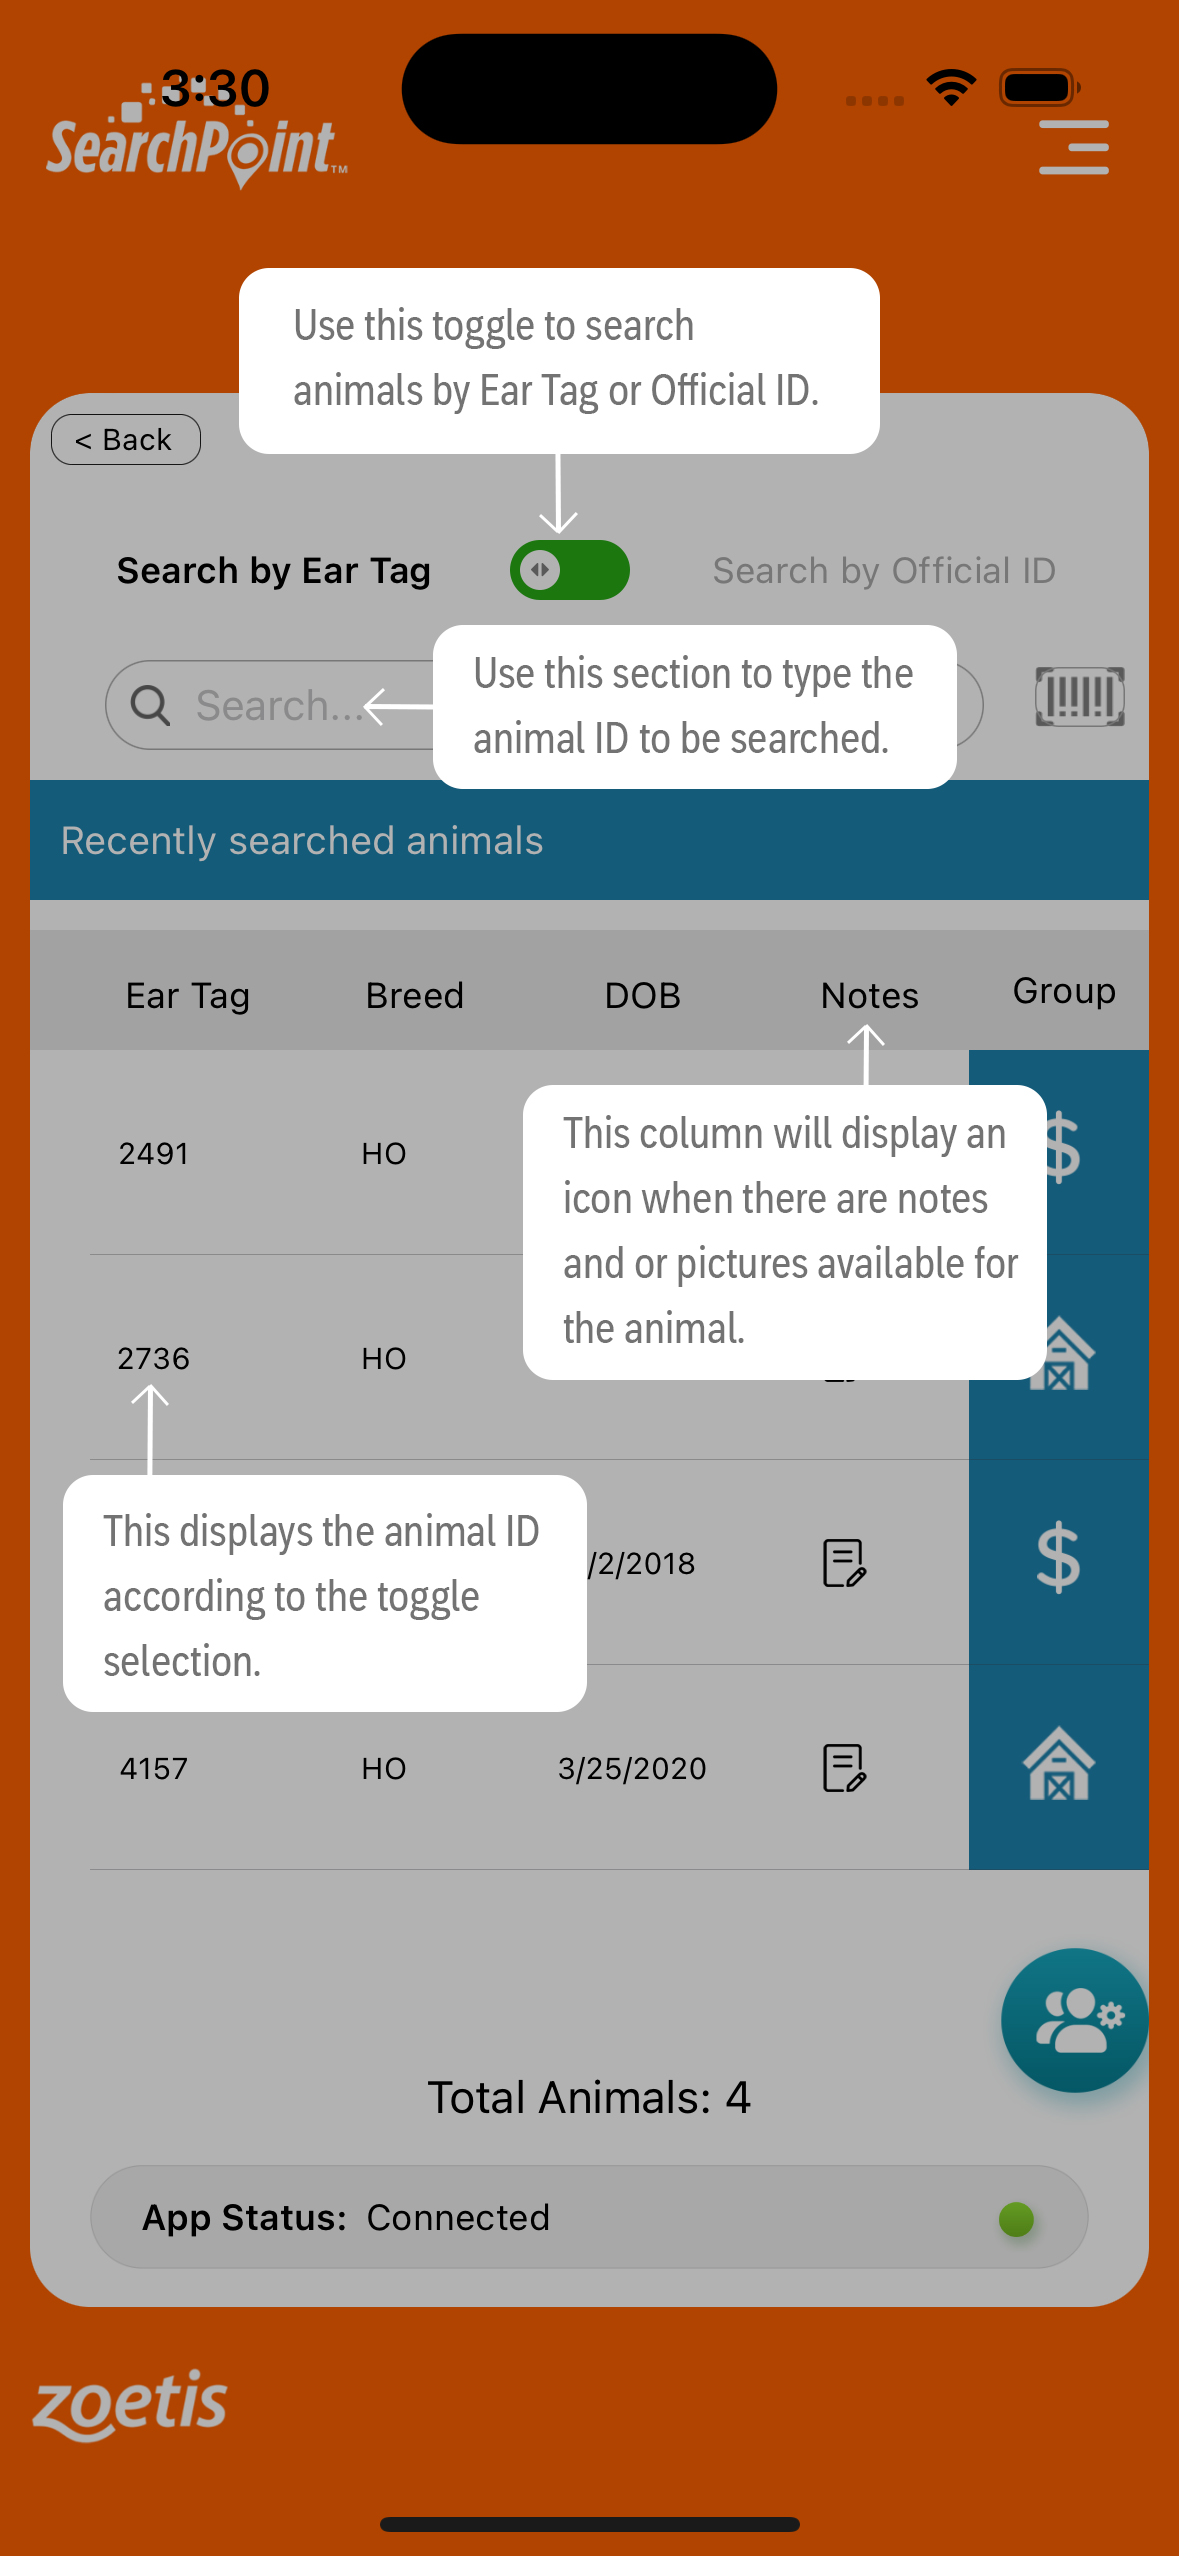 3:30
SearchPoint™
Use this toggle to search
animals by Ear Tag or Official ID.
< Back
Search by Ear Tag
Search by Official ID
Use this section to type the
animal ID to be searched.
Search...
Recently searched animals
Ear Tag Breed DOB Notes Group
2491 HO $
This column will display an
icon when there are notes
and or pictures available for
the animal.
2736 HO
This displays the animal ID
according to the toggle
selection.
/2/2018 $
4157 HO 3/25/2020
Total Animals: 4
App Status: Connected
zoetis